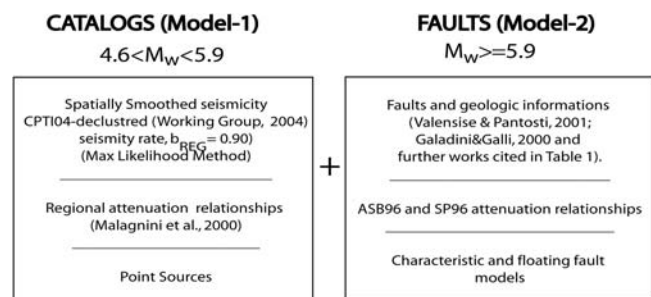 CATALOGS (Model-1)
4.6<Mw<5.9
Spatially Smoothed seismicity
CPTI04-declustred (Working Group, 2004)
seismity rate, bREG= 0.90)
(Max Likelihood Method)
Regional attenuation relationships
(Malagnini et al., 2000)
Point Sources
+
FAULTS (Model-2)
Mw>=5.9
Faults and geologic informations
(Valensise & Pantosti, 2001;
Galadini&Galli, 2000 and
further works cited in Table 1).
ASB96 and SP96 attenuation relationships
Characteristic and floating fault
models